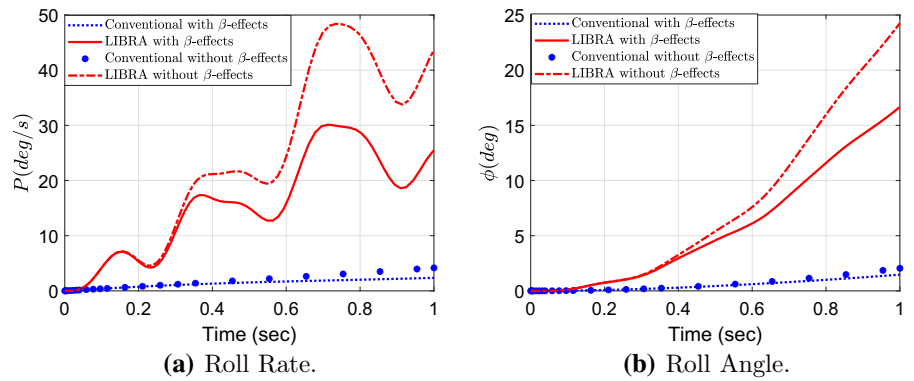 Conventional with β-effects
LIBRA with β-effects
Conventional without β-effects
LIBRA without β-effects
50
40
30
20
10
0
P(deg/s)
0 0.2 0.4 0.6 0.8 1
Time (sec)
(a) Roll Rate.
Conventional with β-effects
LIBRA with β-effects
Conventional without β-effects
LIBRA without β-effects
25
20
15
10
5
0
ϕ(deg)
0 0.2 0.4 0.6 0.8 1
Time (sec)
(b) Roll Angle.